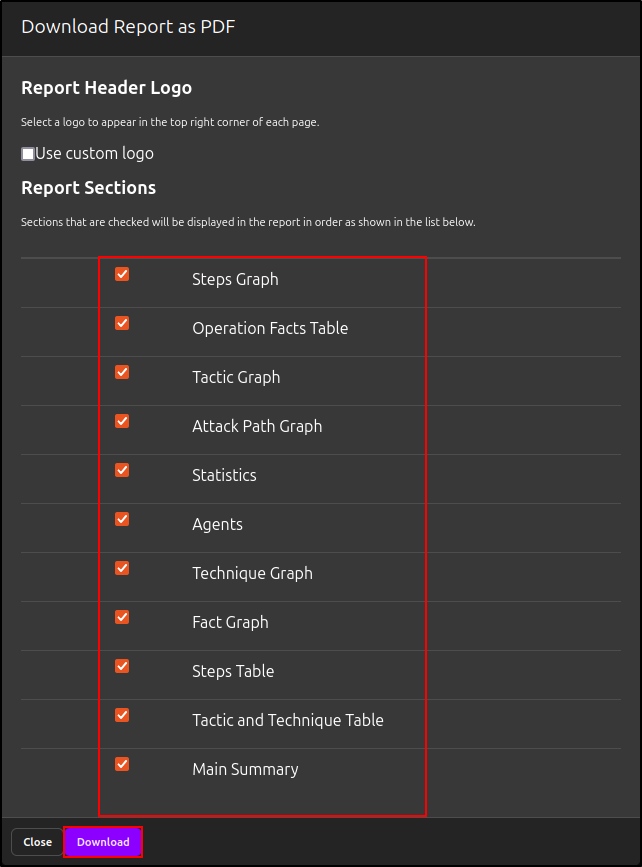 Download Report as PDF
Report Header Logo
Select a logo to appear in the top right corner of each page.
Use custom logo
Report Sections
Sections that are checked will be displayed in the report in order as shown in the list below.
Steps Graph
Operation Facts Table
Tactic Graph
Attack Path Graph
Statistics
Agents
Technique Graph
Fact Graph
Steps Table
Tactic and Technique Table
Main Summary
Close Download